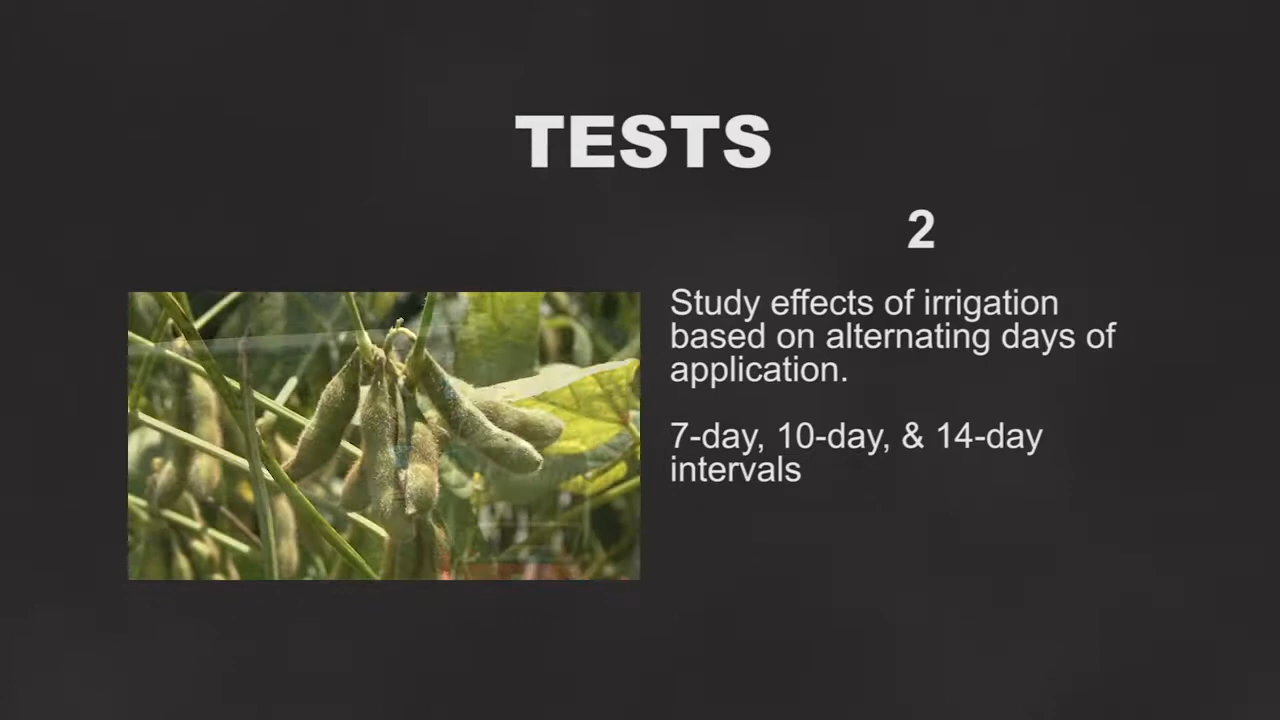 TESTS
2
Study effects of irrigation
based on alternating days of
application.
7-day, 10-day, & 14-day
intervals